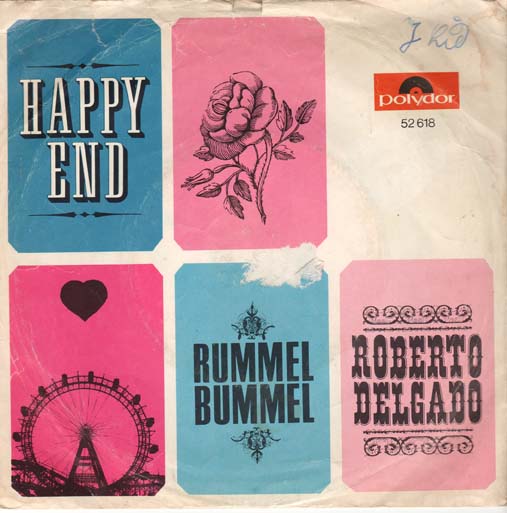 HAPPY
END
polydor
52 618
RUMMEL
BUMMEL
ROBERTO
DELGADO